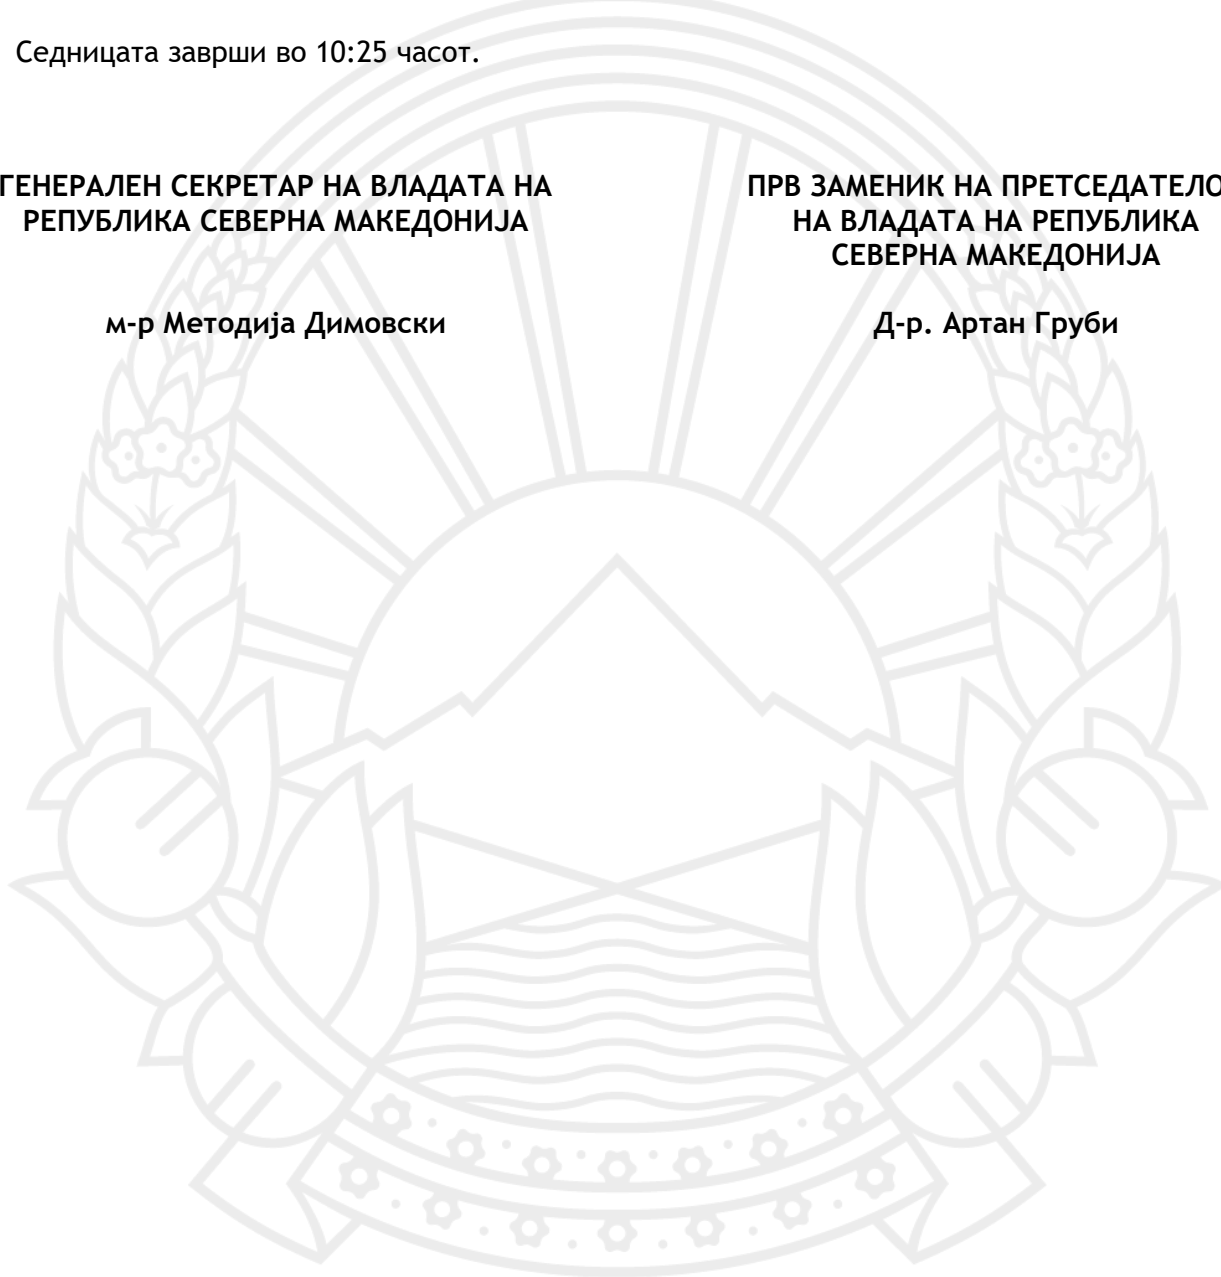 Седницата заврши во 10:25 часот.
ГЕНЕРАЛЕН СЕКРЕТАР НА ВЛАДАТА НА
РЕПУБЛИКА СЕВЕРНА МАКЕДОНИЈА
м-р Методија Димовски
ПРВ ЗАМЕНИК НА ПРЕТСЕДАТЕЛО
НА ВЛАДАТА НА РЕПУБЛИКА
СЕВЕРНА МАКЕДОНИЈА
Д-р. Артан Груби